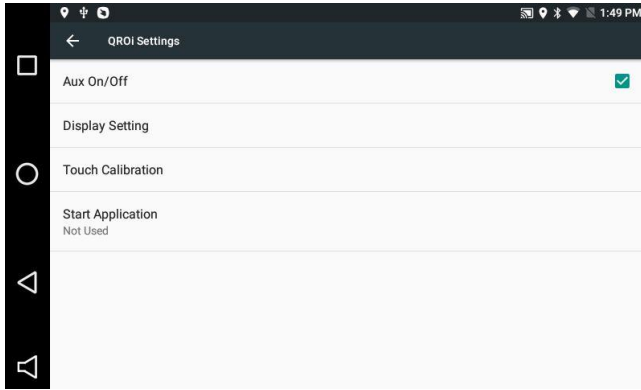 1:49 PM
QROi Settings
Aux On/Off
Display Setting
Touch Calibration
Start Application
Not Used